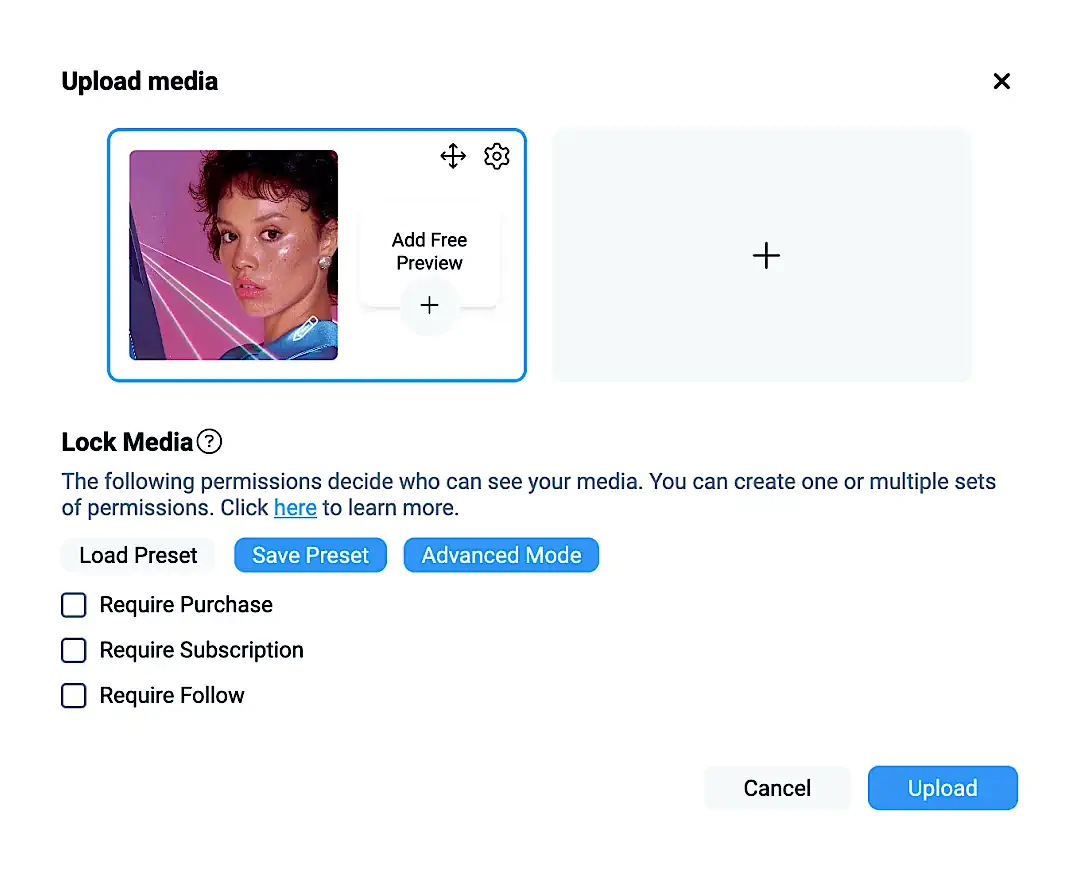 Upload media
Add Free
Preview
Lock Media
The following permissions decide who can see your media. You can create one or multiple sets
of permissions. Click here to learn more.
Load Preset
Save Preset
Advanced Mode
Require Purchase
Require Subscription
Require Follow
Cancel
Upload